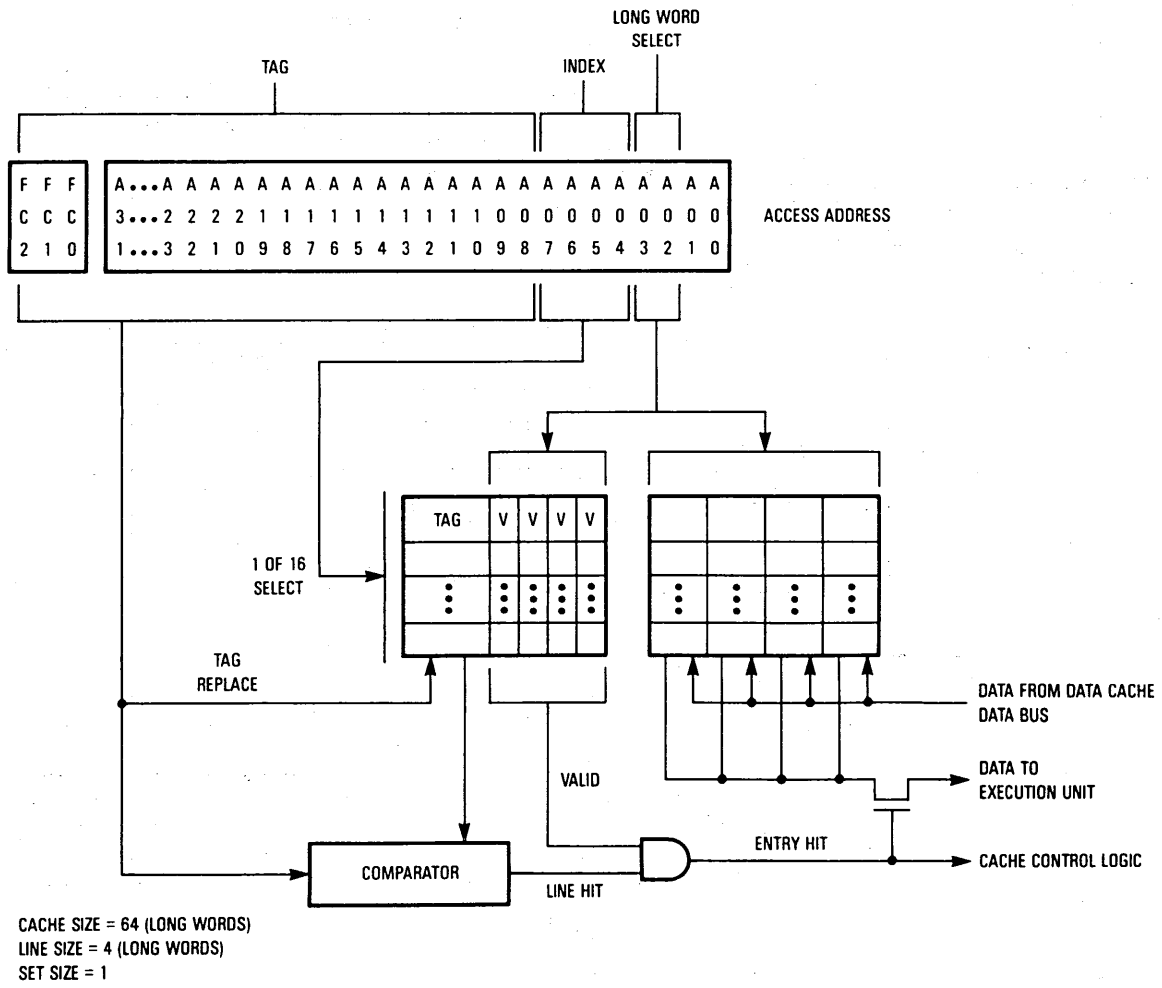 LONG WORD
SELECT
TAG
INDEX
F F F A•••A A A A A A A A A A A A A A A A A A A A A A A
C C C 3•••2 2 2 2 1 1 1 1 1 1 1 1 1 1 0 0 0 0 0 0 0 0 0 0
2 1 0 1•••3 2 1 0 9 8 7 6 5 4 3 2 1 0 9 8 7 6 5 4 3 2 1 0
ACCESS ADDRESS
TAG V V V V
1 OF 16
SELECT
TAG
REPLACE
DATA FROM DATA CACHE
DATA BUS
VALID
DATA TO
EXECUTION UNIT
ENTRY HIT
CACHE CONTROL LOGIC
COMPARATOR
LINE HIT
CACHE SIZE = 64 (LONG WORDS)
LINE SIZE = 4 (LONG WORDS)
SET SIZE = 1